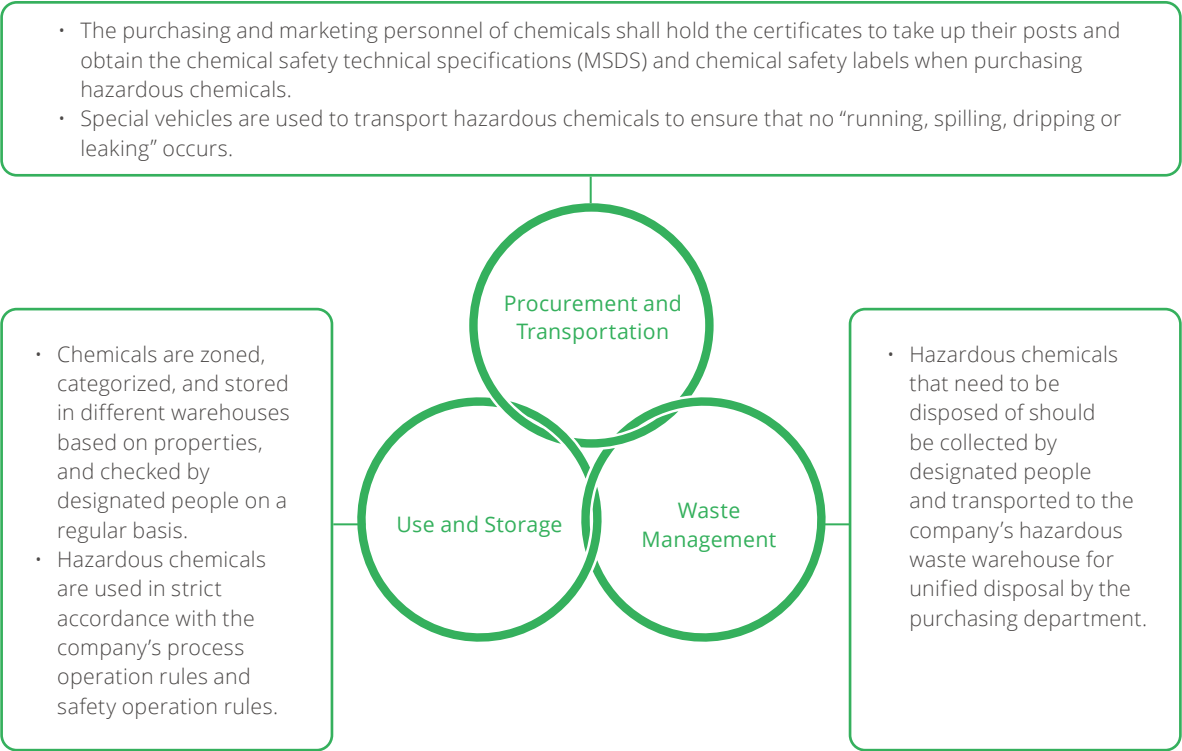 • The purchasing and marketing personnel of chemicals shall hold the certificates to take up their posts and
obtain the chemical safety technical specifications (MSDS) and chemical safety labels when purchasing
hazardous chemicals.
• Special vehicles are used to transport hazardous chemicals to ensure that no “running, spilling, dripping or
leaking” occurs.
Procurement and
Transportation
• Chemicals are zoned,
categorized, and stored
in different warehouses
based on properties,
and checked by
designated people on a
regular basis.
• Hazardous chemicals
are used in strict
accordance with the
company’s process
operation rules and
safety operation rules.
Use and Storage
Waste
Management
• Hazardous chemicals
that need to be
disposed of should
be collected by
designated people
and transported to the
company’s hazardous
waste warehouse for
unified disposal by the
purchasing department.